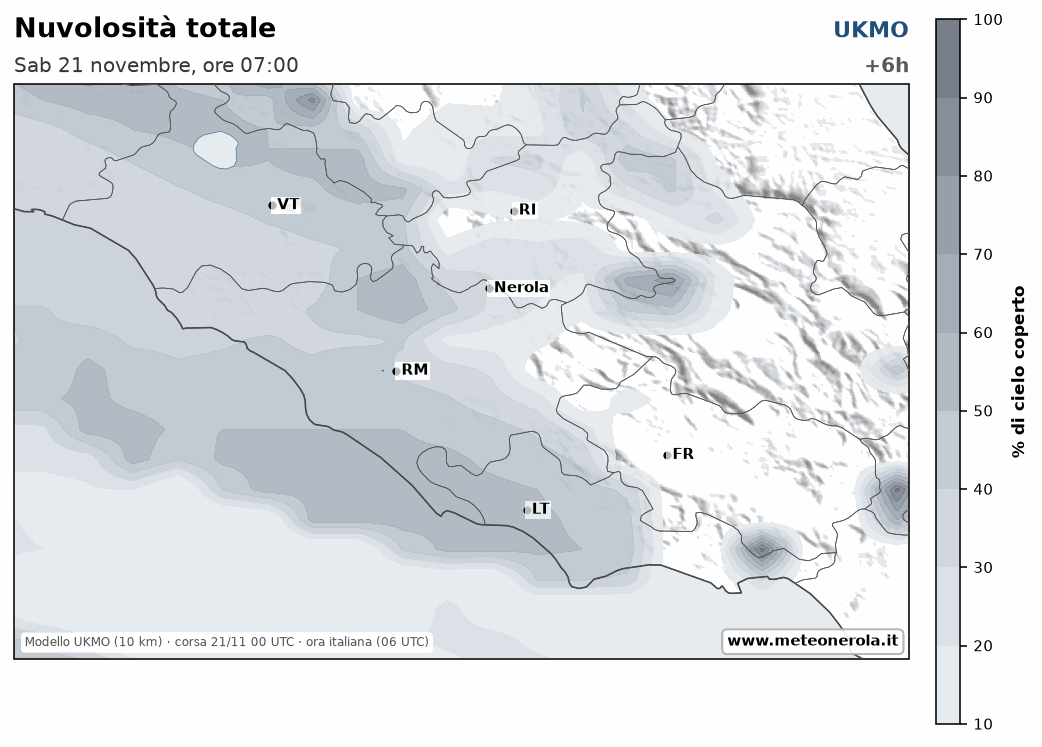 Nuvolosità totale
UKMO
Sab 21 novembre, ore 07:00
+6h
100
90
80
70
60
50
40
30
20
10
% di cielo coperto
VT
RI
Nerola
RM
FR
LT
Modello UKMO (10 km) · corsa 21/11 00 UTC · ora italiana (06 UTC)
www.meteonerola.it